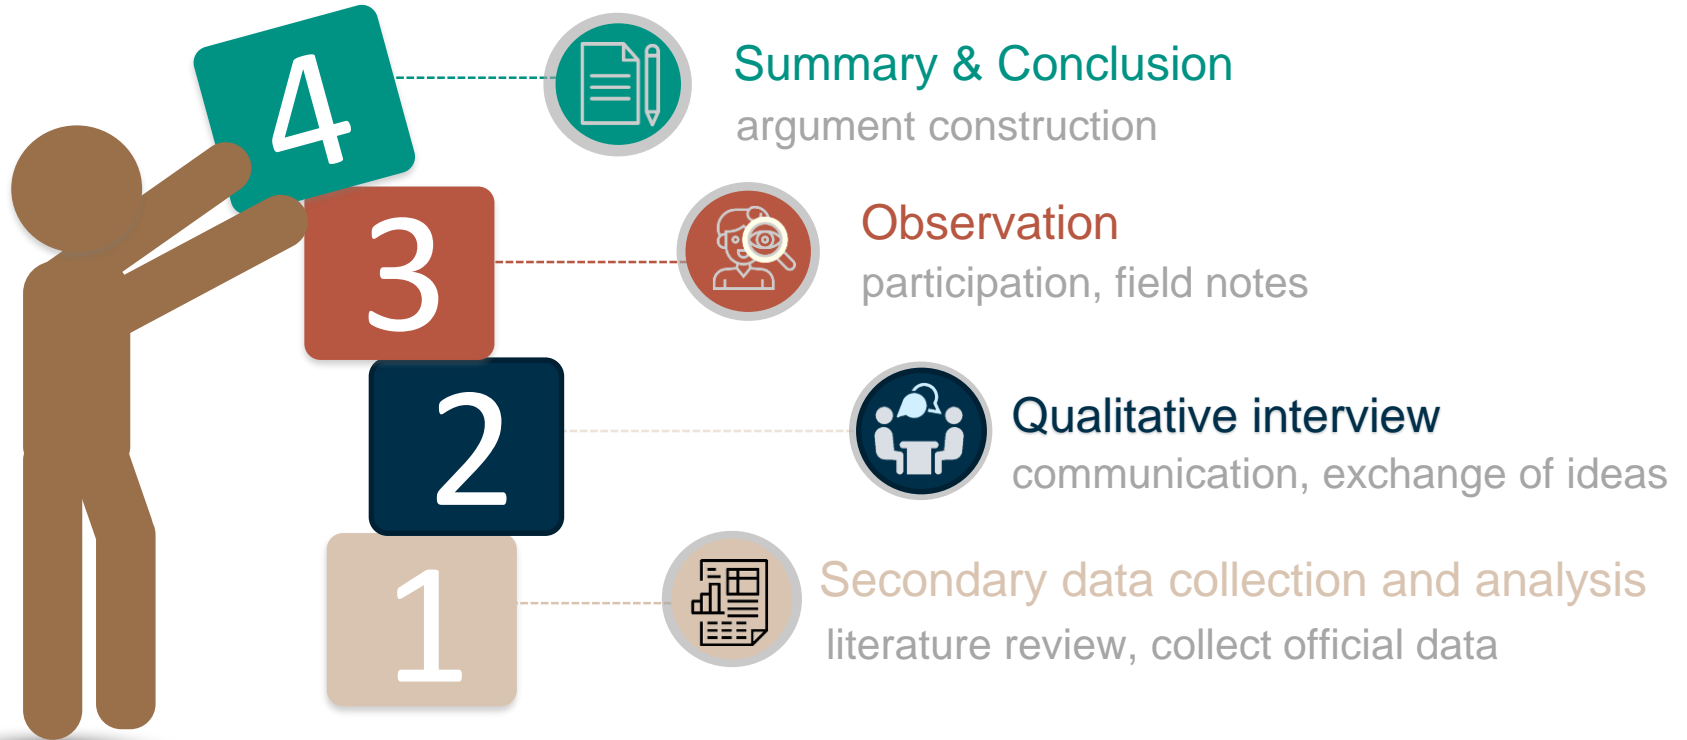 4
Summary & Conclusion
argument construction
3
Observation
participation, field notes
2
Qualitative interview
communication, exchange of ideas
1
Secondary data collection and analysis
literature review, collect official data